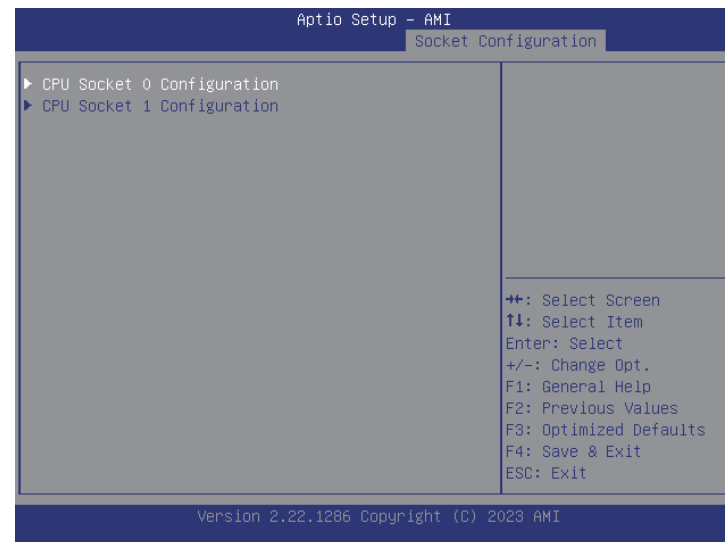 Aptio Setup – AMI
Socket Configuration
▶ CPU Socket 0 Configuration
▶ CPU Socket 1 Configuration
→←: Select Screen
↑↓: Select Item
Enter: Select
+/-: Change Opt.
F1: General Help
F2: Previous Values
F3: Optimized Defaults
F4: Save & Exit
ESC: Exit
Version 2.22.1286 Copyright (C) 2023 AMI